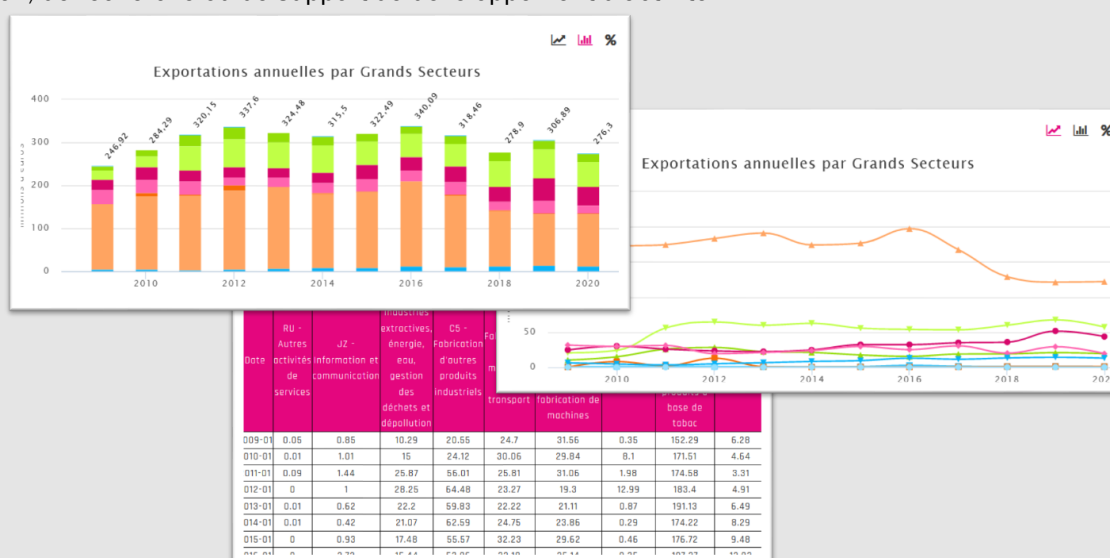 %
Exportations annuelles par Grands Secteurs
400
300
200
100
0
246,92
284,29
320,15
337,6
324,48
315,5
322,49
340,09
318,46
278,9
306,89
276,3
2010
2012
2014
2016
2018
2020
%
Exportations annuelles par Grands Secteurs
50
0
2010
2012
2014
2016
2018
Date
RU -
Autres
activités
de
services
JZ -
Information et
communication
extractives,
énergie,
eau,
gestion
des
déchets et
dépollution
C5 -
Fabrication
d'autres
produits
industriels
transport
fabrication de
machines
base de
tabac
009-01 0.05 0.85 10.29 20.55 24.7 31.56 0.35 152.29 6.28
010-01 0.01 1.01 15 24.12 30.06 29.84 8.1 171.51 4.64
011-01 0.09 1.44 25.87 56.01 25.81 31.06 1.98 174.58 3.31
012-01 0 1 28.25 64.48 23.27 19.3 12.99 183.4 4.91
013-01 0.01 0.62 22.2 59.83 22.22 21.11 0.87 191.13 6.49
014-01 0.01 0.42 21.07 62.59 24.75 23.86 0.29 174.22 8.29
015-01 0 0.93 17.48 55.57 32.23 29.62 0.46 176.72 9.48